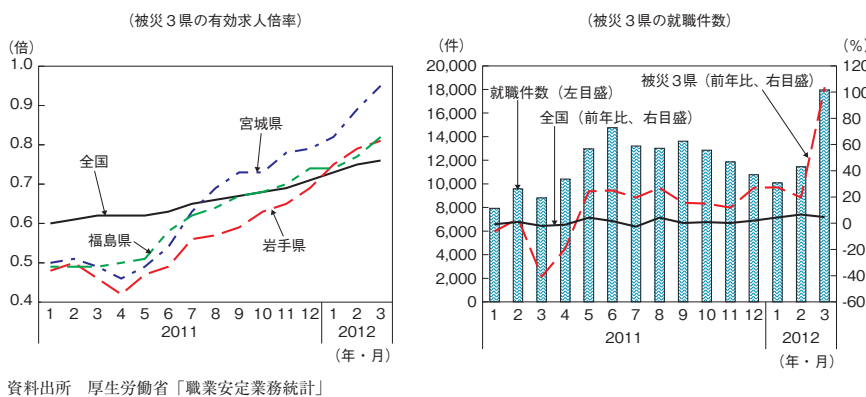 （被災３県の有効求人倍率）
（倍）
1.0
0.9
0.8
0.7
0.6
0.5
0.4
全国
宮城県
福島県
岩手県
1 2 3 4 5 6 7 8 9 10 11 12 1 2 3
2011 2012
（年・月）
（被災３県の就職件数）
（件） （%）
20,000
18,000
16,000
14,000
12,000
10,000
8,000
6,000
4,000
2,000
0
120
100
80
60
40
20
0
-20
-40
-60
被災３県（前年比、右目盛）
就職件数（左目盛）
全国（前年比、右目盛）
1 2 3 4 5 6 7 8 9 10 11 12 1 2 3
2011 2012
（年・月）
資料出所　厚生労働省「職業安定業務統計」